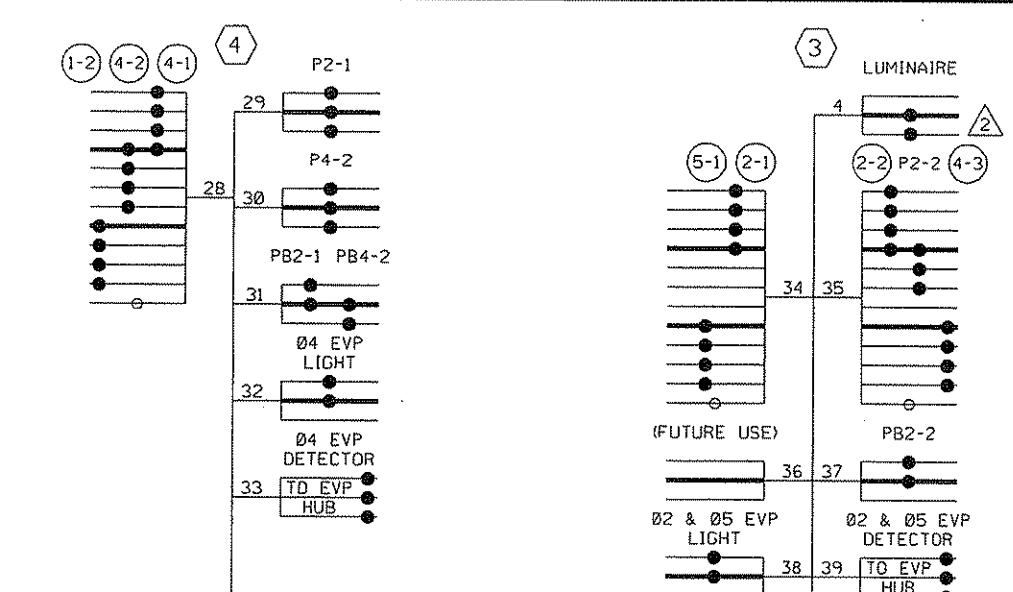 4
1-2 4-2 4-1
P2-1
29
P4-2
28
30
PB2-1 PB4-2
31
Ø4 EVP
LIGHT
32
Ø4 EVP
DETECTOR
33
TO EVP
HUB
3
LUMINAIRE
4
2
5-1 2-1
2-2 P2-2 4-3
34 35
(FUTURE USE)
PB2-2
36 37
Ø2 & Ø5 EVP
LIGHT
Ø2 & Ø5 EVP
DETECTOR
38 39
TO EVP
HUB